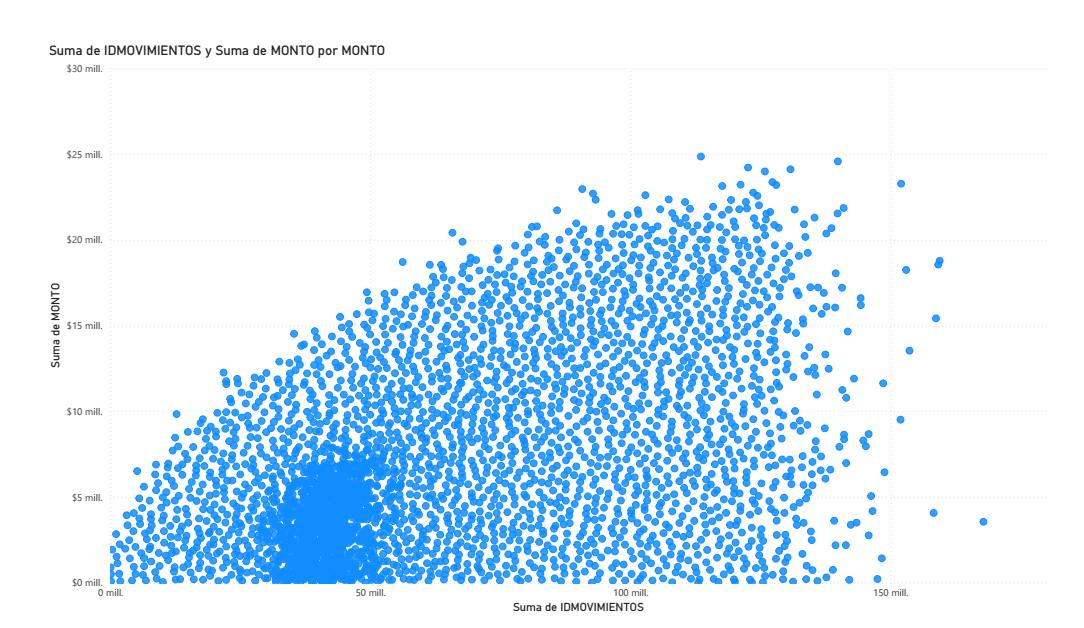 Suma de IDMOVIMIENTOS y Suma de MONTO por MONTO
$30 mill.
$25 mill.
$20 mill.
$15 mill.
$10 mill.
$5 mill.
$0 mill.
Suma de MONTO
0 mill.
50 mill.
100 mill.
150 mill.
Suma de IDMOVIMIENTOS